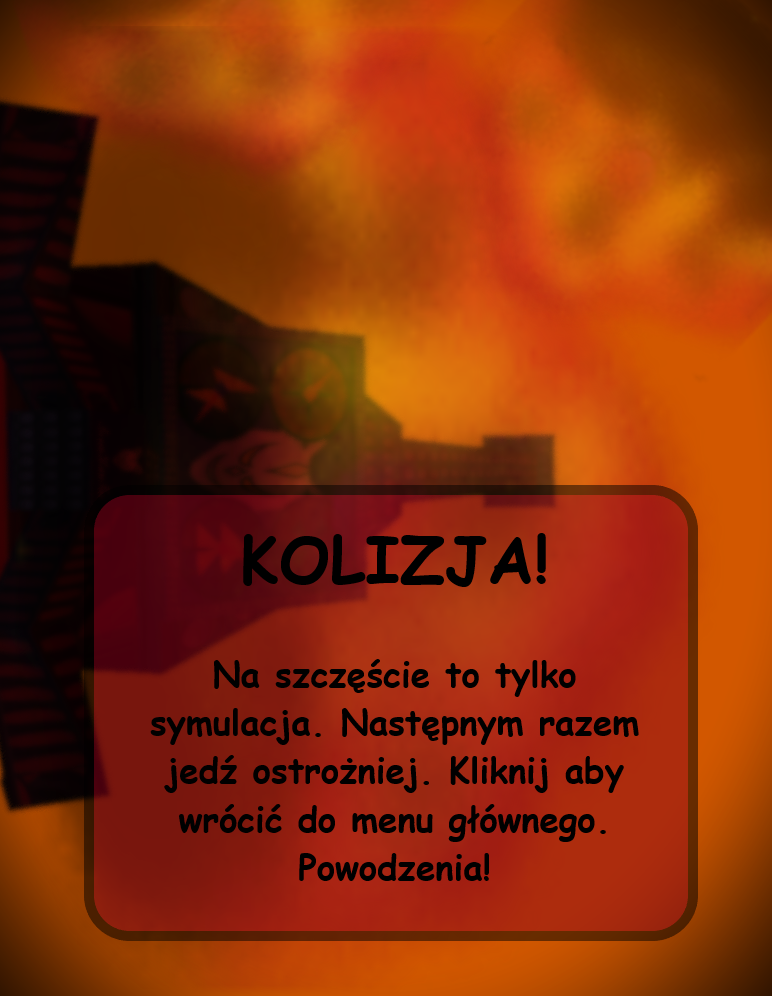 KOLIZJA!
Na szczęście to tylko
symulacja. Następnym razem
jedź ostrożniej. Kliknij aby
wrócić do menu głównego.
Powodzenia!